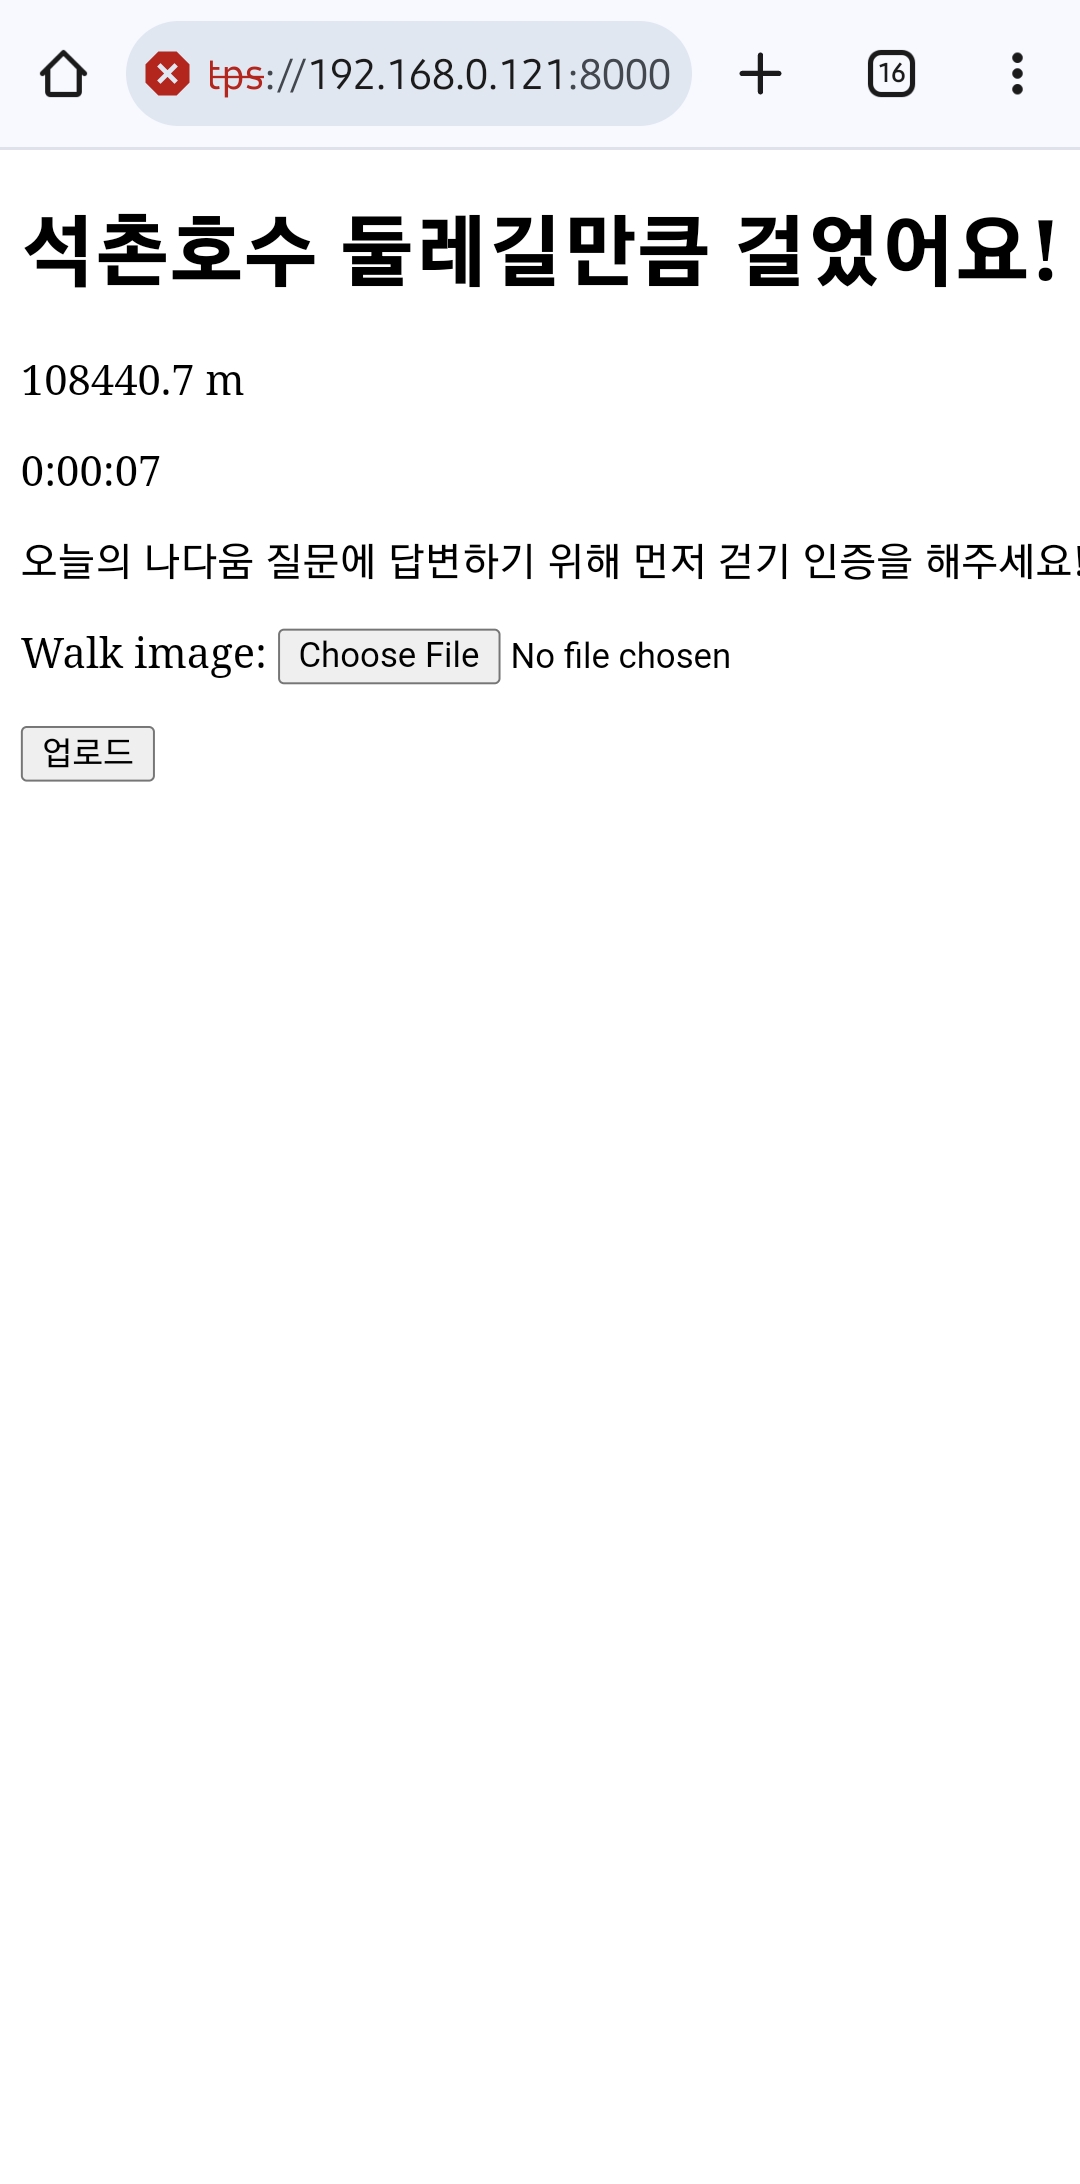 tps://192.168.0.121:8000
16
석촌호수 둘레길만큼 걸었어요!
108440.7 m
0:00:07
오늘의 나다움 질문에 답변하기 위해 먼저 걷기 인증을 해주세요!
Walk image: Choose File No file chosen
업로드